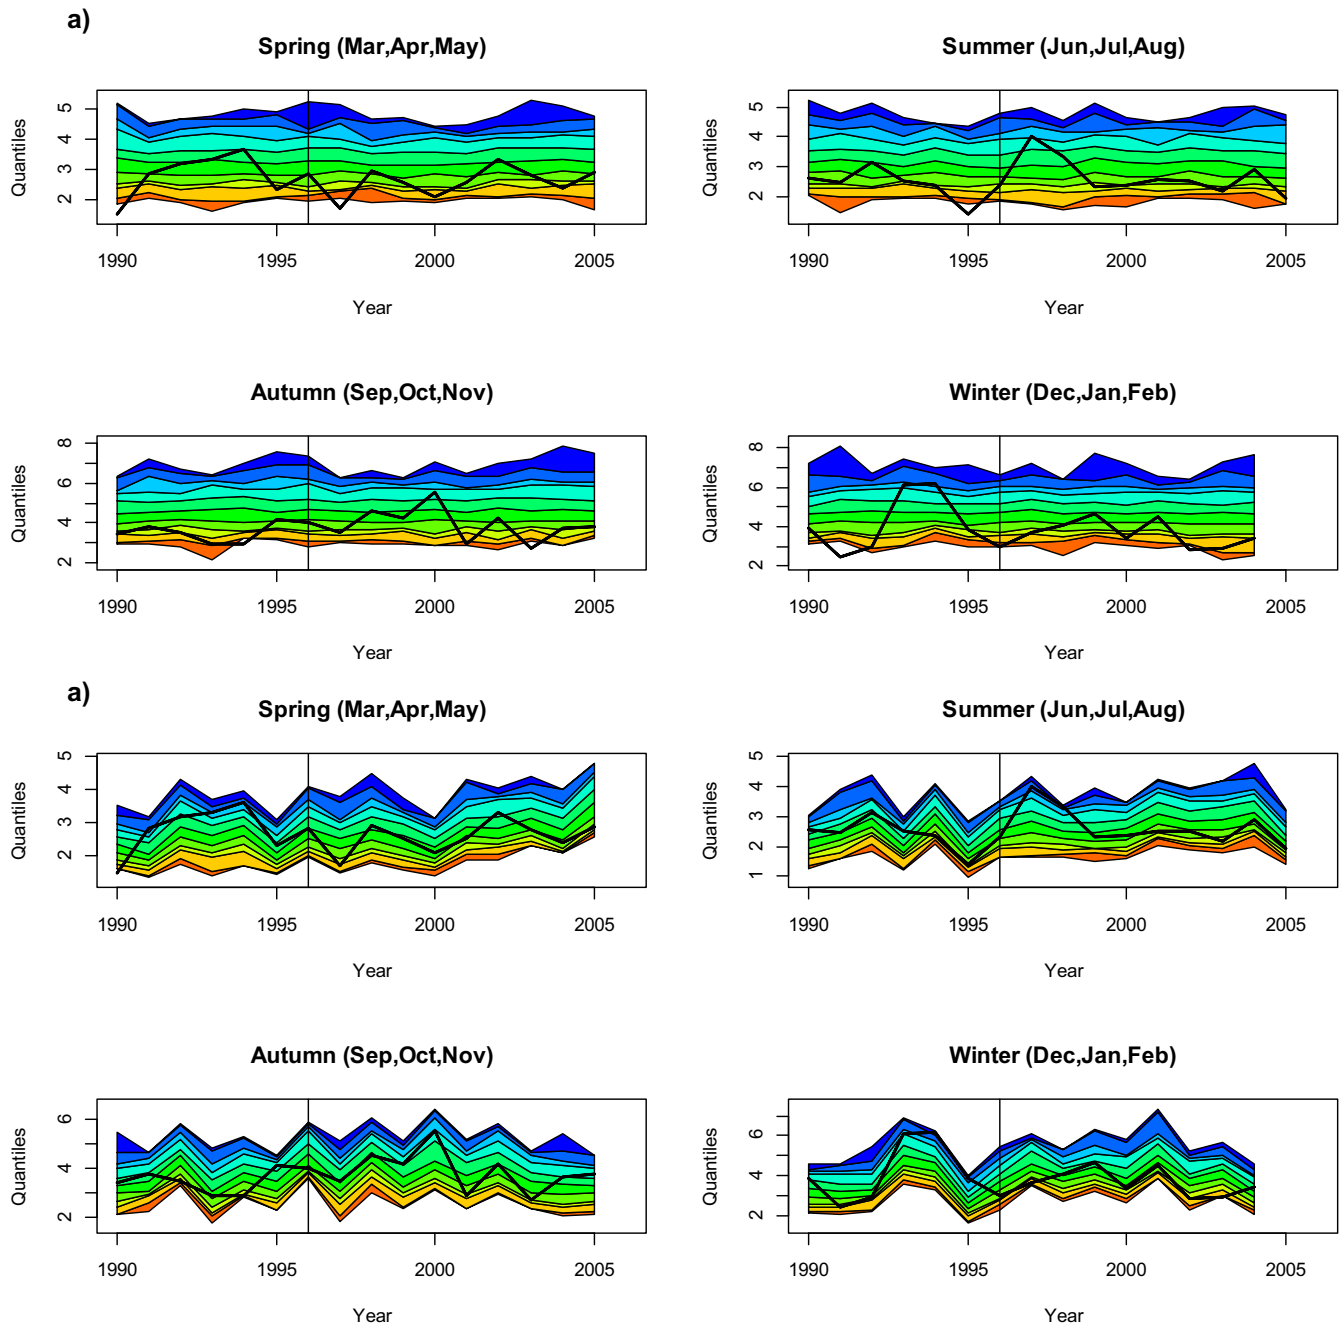 a)
Spring (Mar,Apr,May)
Summer (Jun,Jul,Aug)
Quantiles
5
4
3
2
1990
1995
2000
2005
Year
Quantiles
5
4
3
2
1990
1995
2000
2005
Year
Autumn (Sep,Oct,Nov)
Winter (Dec,Jan,Feb)
Quantiles
8
6
4
2
1990
1995
2000
2005
Year
Quantiles
8
6
4
2
1990
1995
2000
2005
Year
a)
Spring (Mar,Apr,May)
Summer (Jun,Jul,Aug)
Quantiles
5
4
3
2
1990
1995
2000
2005
Year
Quantiles
5
4
3
2
1
1990
1995
2000
2005
Year
Autumn (Sep,Oct,Nov)
Winter (Dec,Jan,Feb)
Quantiles
6
4
2
1990
1995
2000
2005
Year
Quantiles
6
4
2
1990
1995
2000
2005
Year